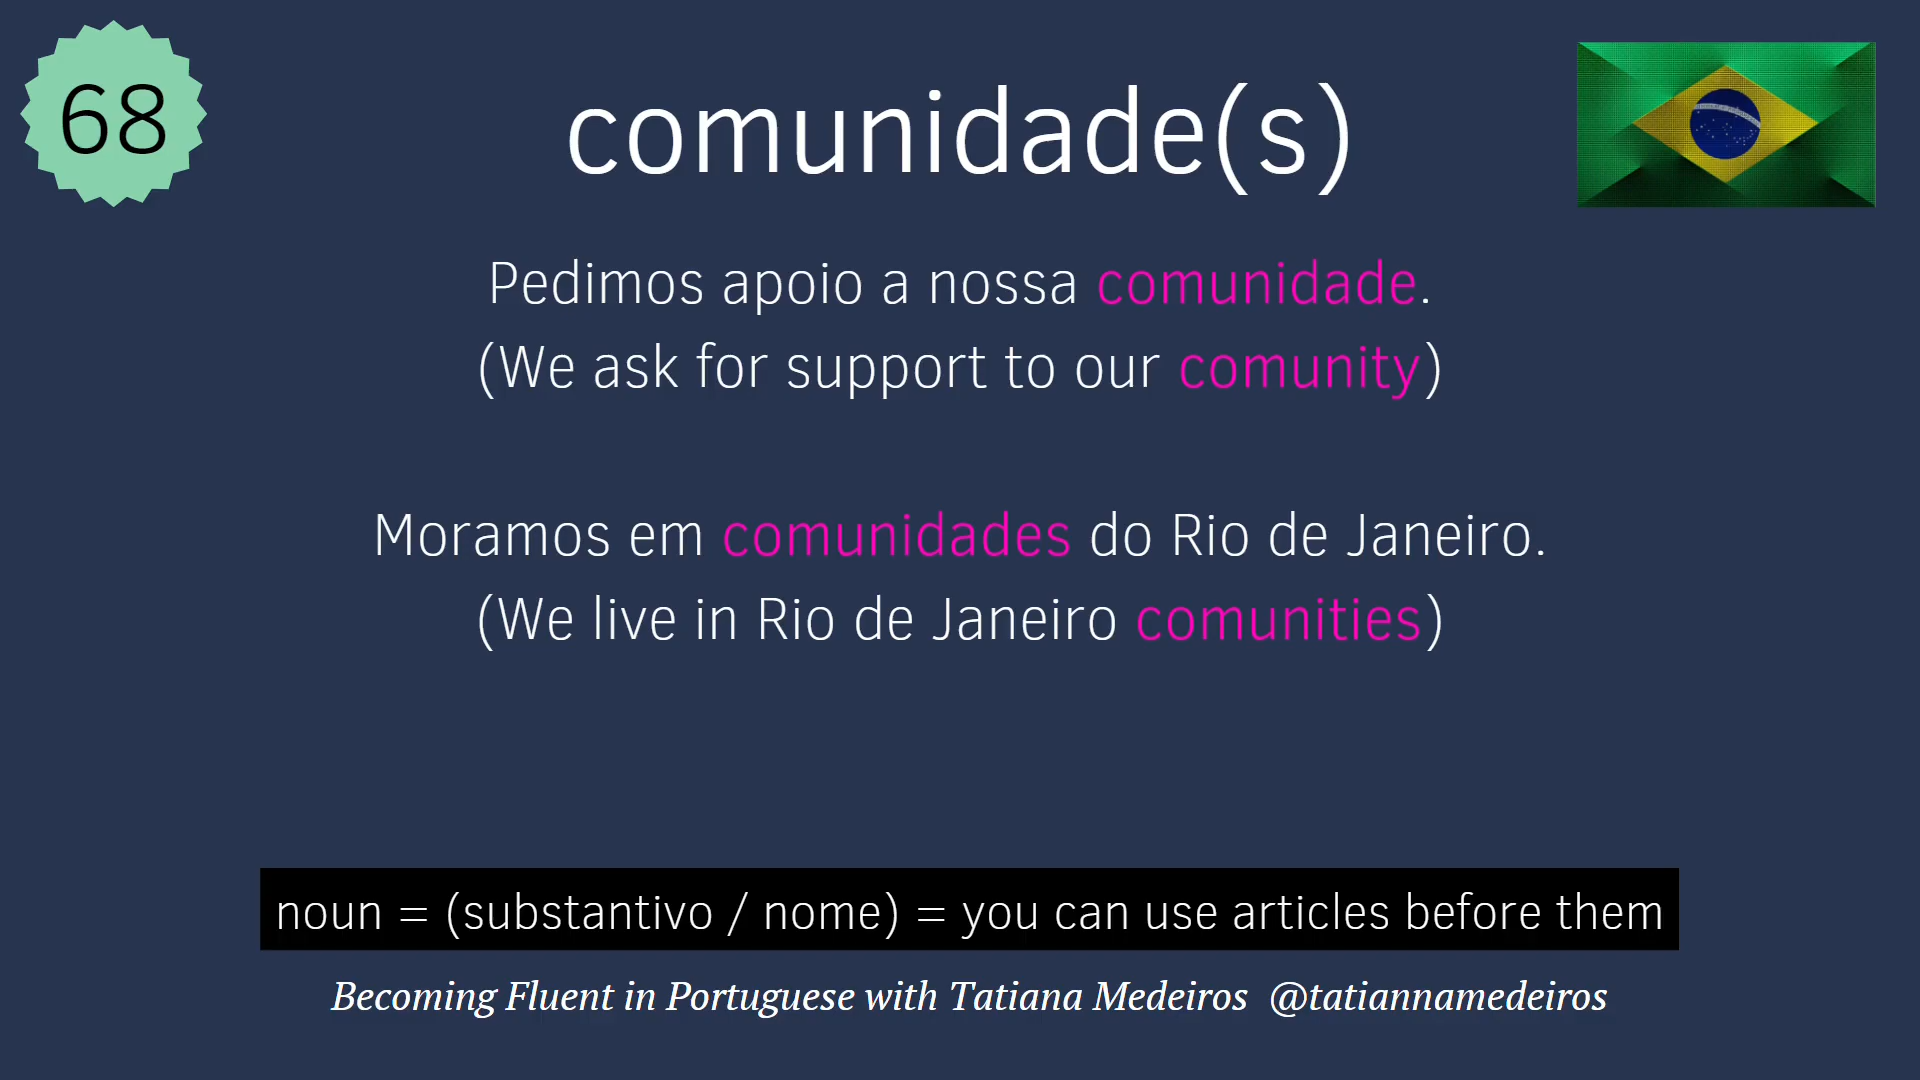 68
comunidade(s)
Pedimos apoio a nossa comunidade.
(We ask for support to our comunity)
Moramos em comunidades do Rio de Janeiro.
(We live in Rio de Janeiro comunities)
noun = (substantivo / nome) = you can use articles before them
Becoming Fluent in Portuguese with Tatiana Medeiros @tatiannamedeiros